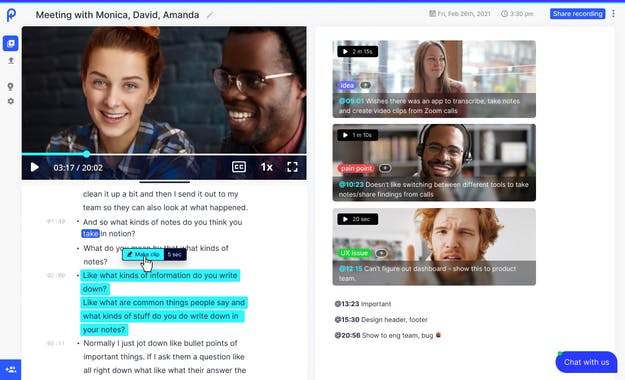 Meeting with Monica, David, Amanda
Fri, Feb 26th, 2021
3:30 pm
Share recording
03:17 / 20:02
CC
1x
clean it up a bit and then I send it out to my
team so they can also look at what happened.
01:40
And so what kinds of notes do you think you
take in notion?
What do you mean by that what kinds of
notes?
Make clip
5 sec
02:00
Like what kinds of information do you write
down?
Like what are common things people say and
what kinds of stuff do you do write down in
your notes?
02:11
Normally I just jot down like bullet points of
important things. If I ask them a question like
all right down what like what their answer the
2m 15s
idea
@05:01 Wishes there was an app to transcribe, take notes
and create video clips from Zoom calls
1m 10s
pain point
@10:23 Doesn't like switching between different tools to take
notes/share findings from calls
20 sec
UX issue
@12:15 Can't figure out dashboard – show this to product
team.
@13:23 Important
@15:30 Design header, footer
@20:56 Show to eng team, bug
Chat with us